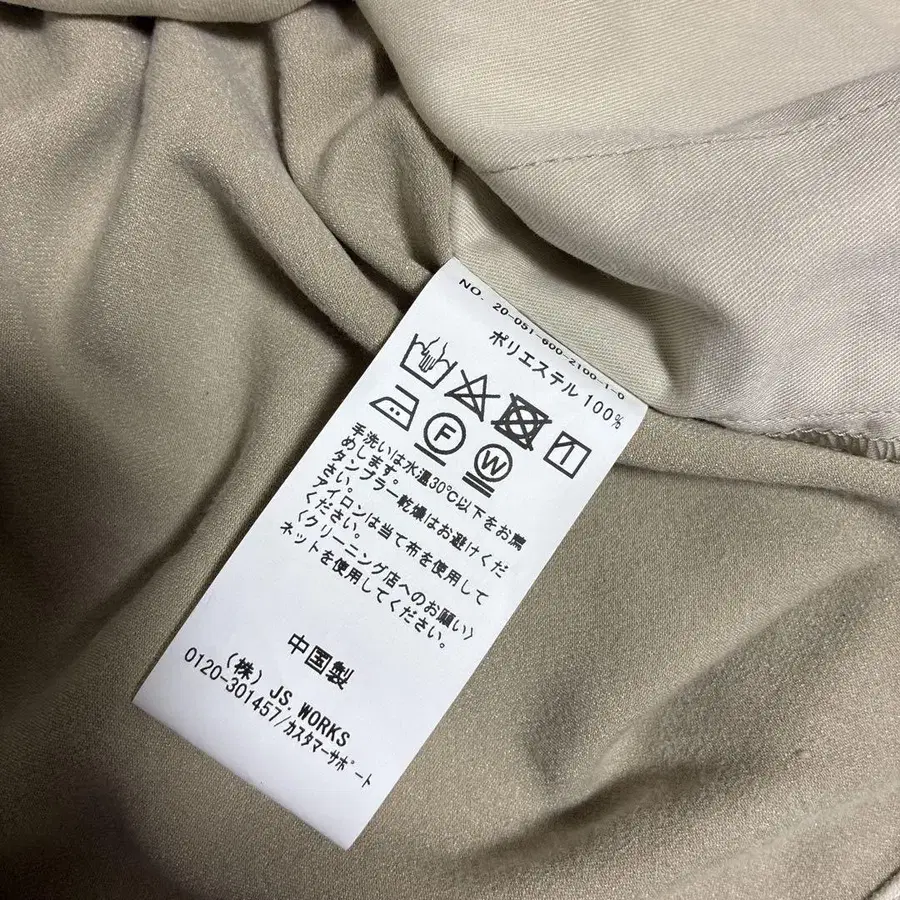 NO. 20-051-600-2100-1-0
ポリエステル 100%
F W
手洗いは水温30℃以下をお薦
めします。
タンブラー乾燥はお避けくだ
さい。
アイロンは当て布を使用して
ください。
〈クリーニング店へのお願い〉
ネットを使用してください。
中国製
(株) JS. WORKS
0120-301457/カスタマーサポート